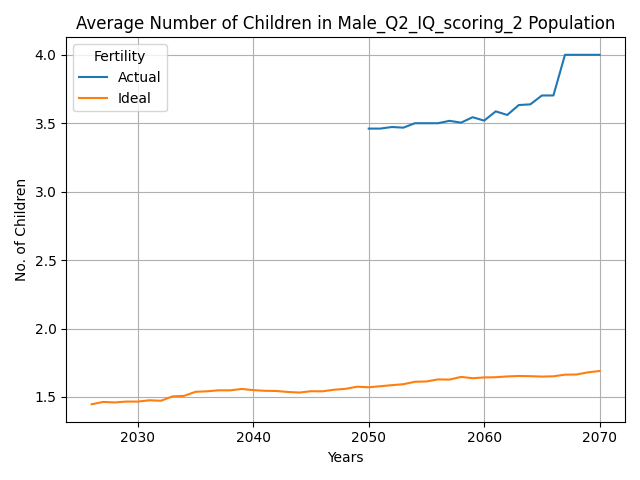 Average Number of Children in Male_Q2_IQ_scoring_2 Population
Fertility
Actual
Ideal
4.0
3.5
3.0
2.5
2.0
1.5
No. of Children
2030
2040
2050
2060
2070
Years